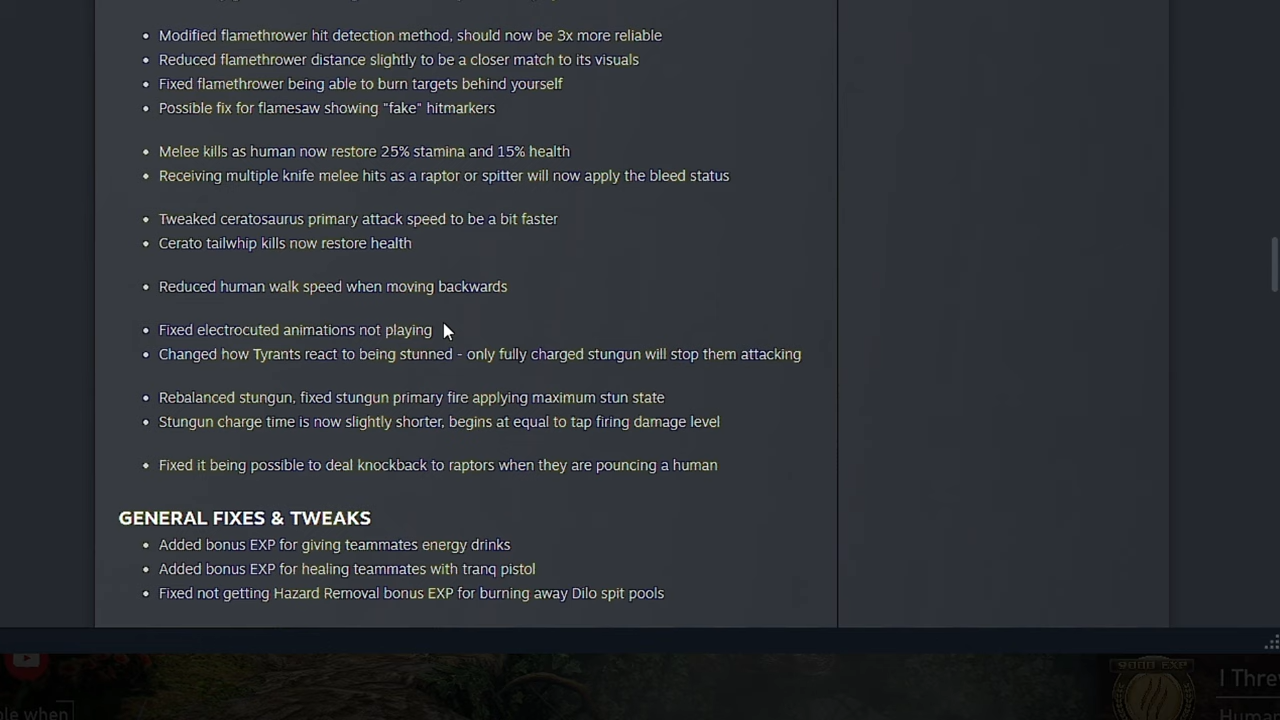 Modified flamethrower hit detection method, should now be 3x more reliable
Reduced flamethrower distance slightly to be a closer match to its visuals
Fixed flamethrower being able to burn targets behind yourself
Possible fix for flamesaw showing "fake" hitmarkers
Melee kills as human now restore 25% stamina and 15% health
Receiving multiple knife melee hits as a raptor or spitter will now apply the bleed status
Tweaked ceratosaurus primary attack speed to be a bit faster
Cerato tailwhip kills now restore health
Reduced human walk speed when moving backwards
Fixed electrocuted animations not playing
Changed how Tyrants react to being stunned - only fully charged stungun will stop them attacking
Rebalanced stungun, fixed stungun primary fire applying maximum stun state
Stungun charge time is now slightly shorter, begins at equal to tap firing damage level
Fixed it being possible to deal knockback to raptors when they are pouncing a human
GENERAL FIXES & TWEAKS
Added bonus EXP for giving teammates energy drinks
Added bonus EXP for healing teammates with tranq pistol
Fixed not getting Hazard Removal bonus EXP for burning away Dilo spit pools
9000 EXP
I Thre
Human
ple when